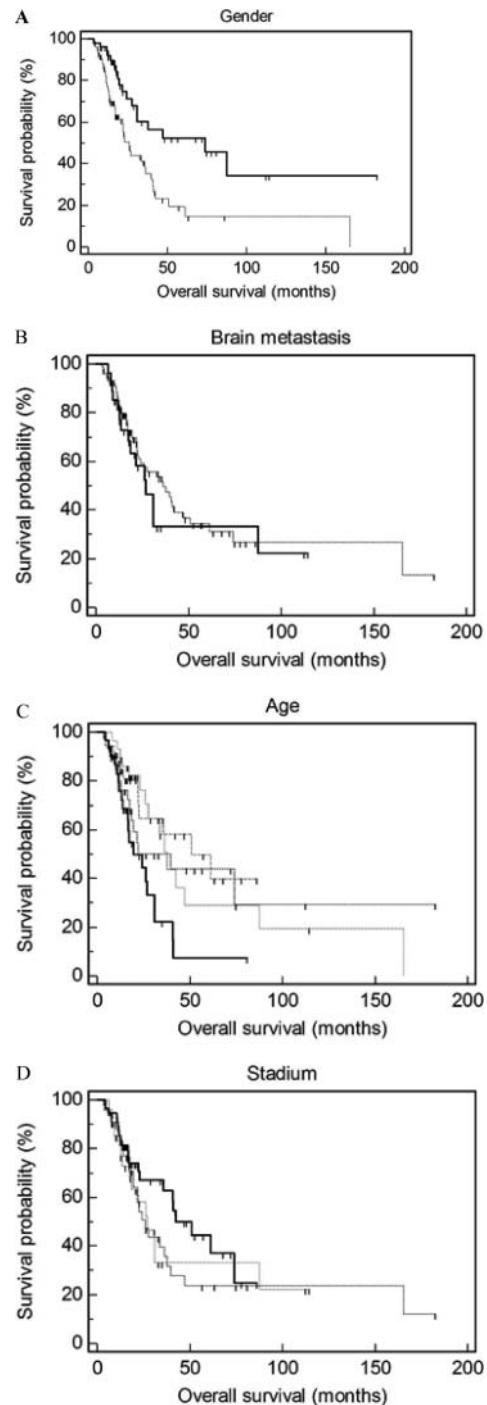 A
Gender
Survival probability (%)
100
80
60
40
20
0
0 50 100 150 200
Overall survival (months)
B
Brain metastasis
Survival probability (%)
100
80
60
40
20
0
0 50 100 150 200
Overall survival (months)
C
Age
Survival probability (%)
100
80
60
40
20
0
0 50 100 150 200
Overall survival (months)
D
Stadium
Survival probability (%)
100
80
60
40
20
0
0 50 100 150 200
Overall survival (months)